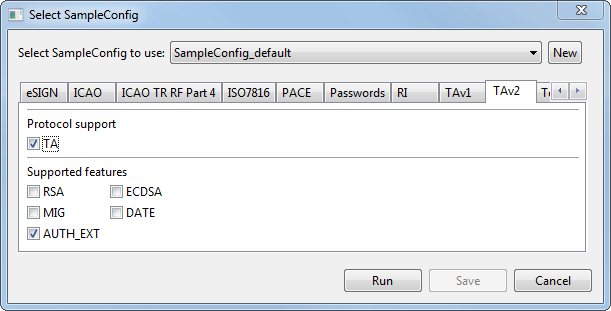 Select SampleConfig
Select SampleConfig to use: SampleConfig_default New
eSIGN ICAO ICAO TR RF Part 4 ISO7816 PACE Passwords RI TAv1 TAv2
Protocol support
TA
Supported features
RSA ECDSA
MIG DATE
AUTH_EXT
Run Save Cancel